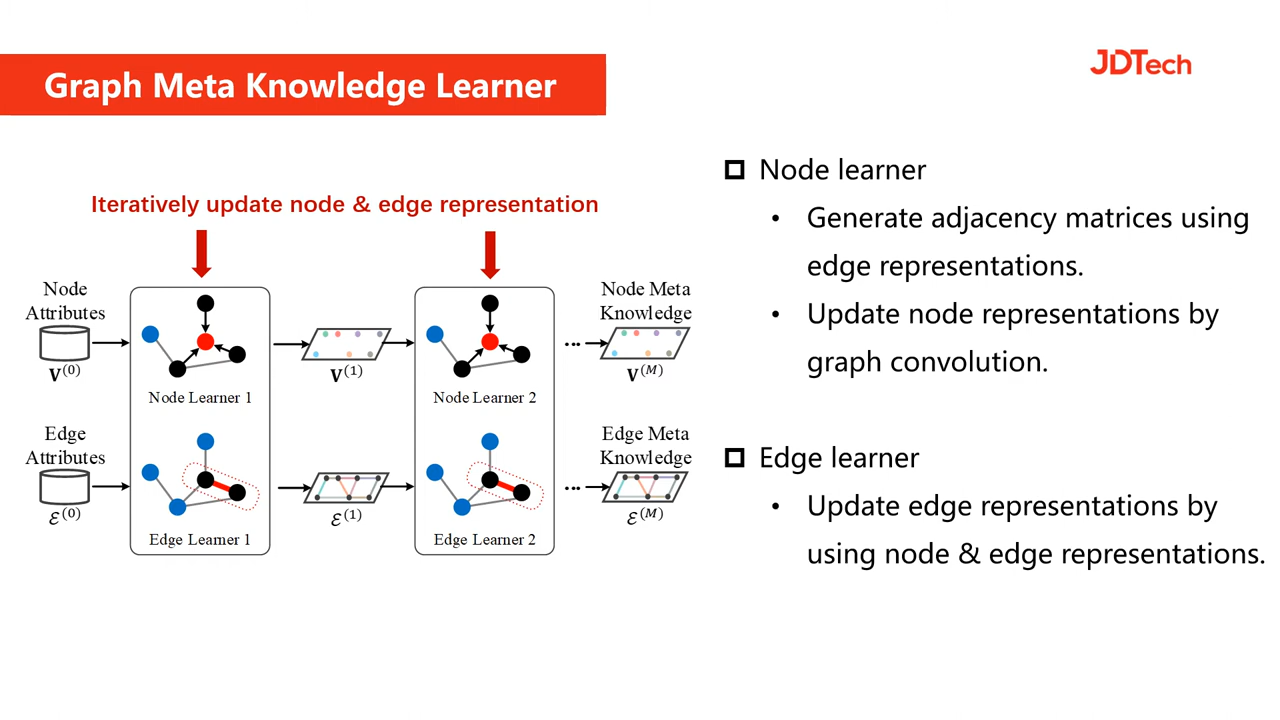 Graph Meta Knowledge Learner
JDTech
Iteratively update node & edge representation
Node
Attributes
V⁽⁰⁾
Node Learner 1
V⁽¹⁾
Node Learner 2
...
Node Meta
Knowledge
V⁽ᴹ⁾
Edge
Attributes
ℰ⁽⁰⁾
Edge Learner 1
ℰ⁽¹⁾
Edge Learner 2
...
Edge Meta
Knowledge
ℰ⁽ᴹ⁾
Node learner
• Generate adjacency matrices using
edge representations.
• Update node representations by
graph convolution.
Edge learner
• Update edge representations by
using node & edge representations.